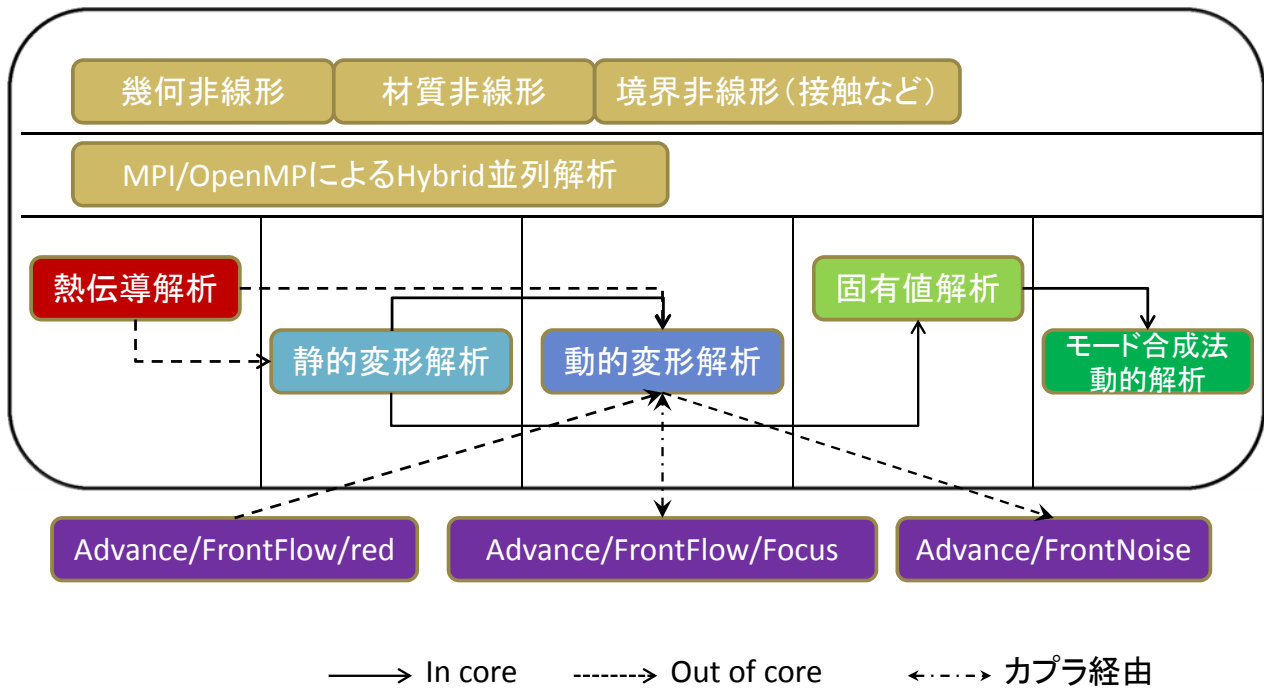 幾何非線形
材質非線形
境界非線形(接触など)
MPI/OpenMPによるHybrid並列解析
熱伝導解析
固有値解析
静的変形解析
動的変形解析
モード合成法
動的解析
Advance/FrontFlow/red
Advance/FrontFlow/Focus
Advance/FrontNoise
In core
Out of core
カプラ経由